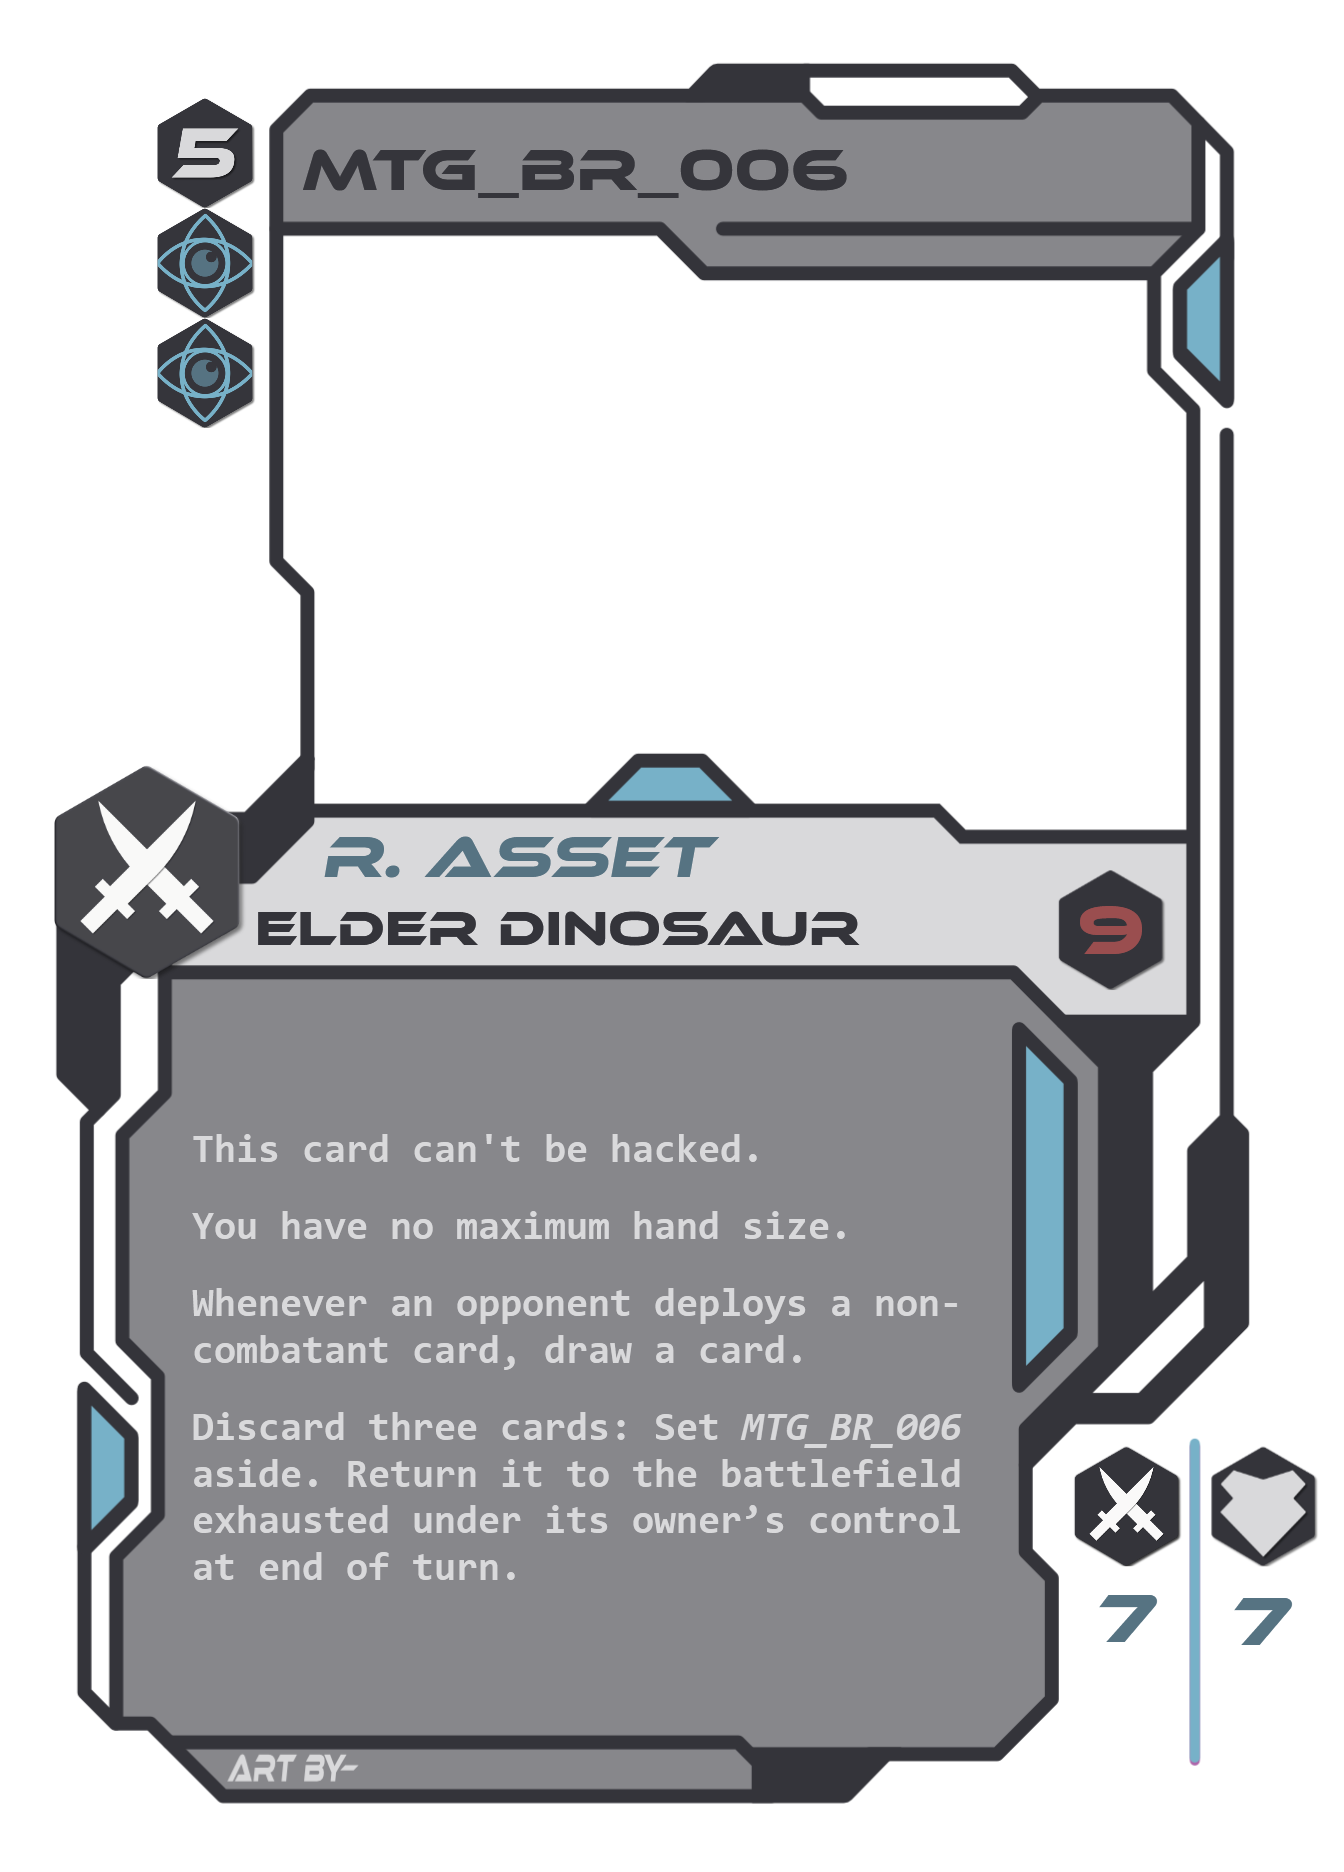 5
MTG_BR_006
R. ASSET
ELDER DINOSAUR
9
This card can't be hacked.
You have no maximum hand size.
Whenever an opponent deploys a non-
combatant card, draw a card.
Discard three cards: Set MTG_BR_006
aside. Return it to the battlefield
exhausted under its owner’s control
at end of turn.
7
7
ART BY-